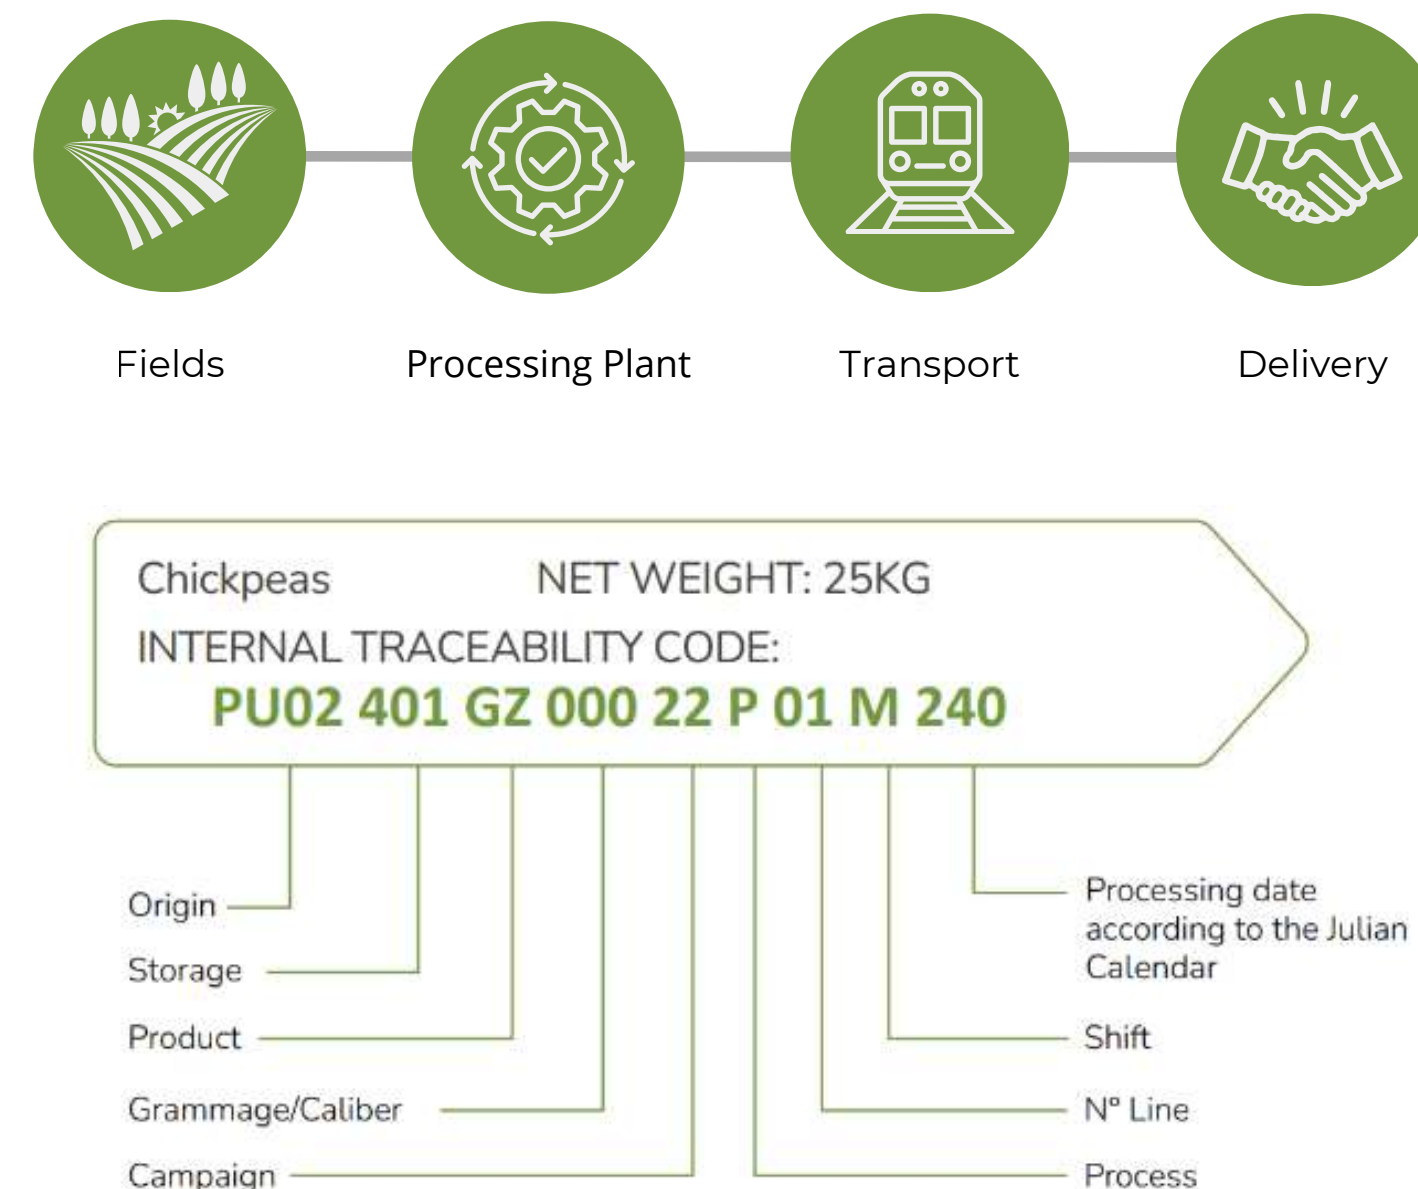 Fields
Processing Plant
Transport
Delivery
Chickpeas NET WEIGHT: 25KG
INTERNAL TRACEABILITY CODE:
PU02 401 GZ 000 22 P 01 M 240
Origin
Storage
Product
Grammage/Caliber
Campaign
Processing date
according to the Julian
Calendar
Shift
Nº Line
Process